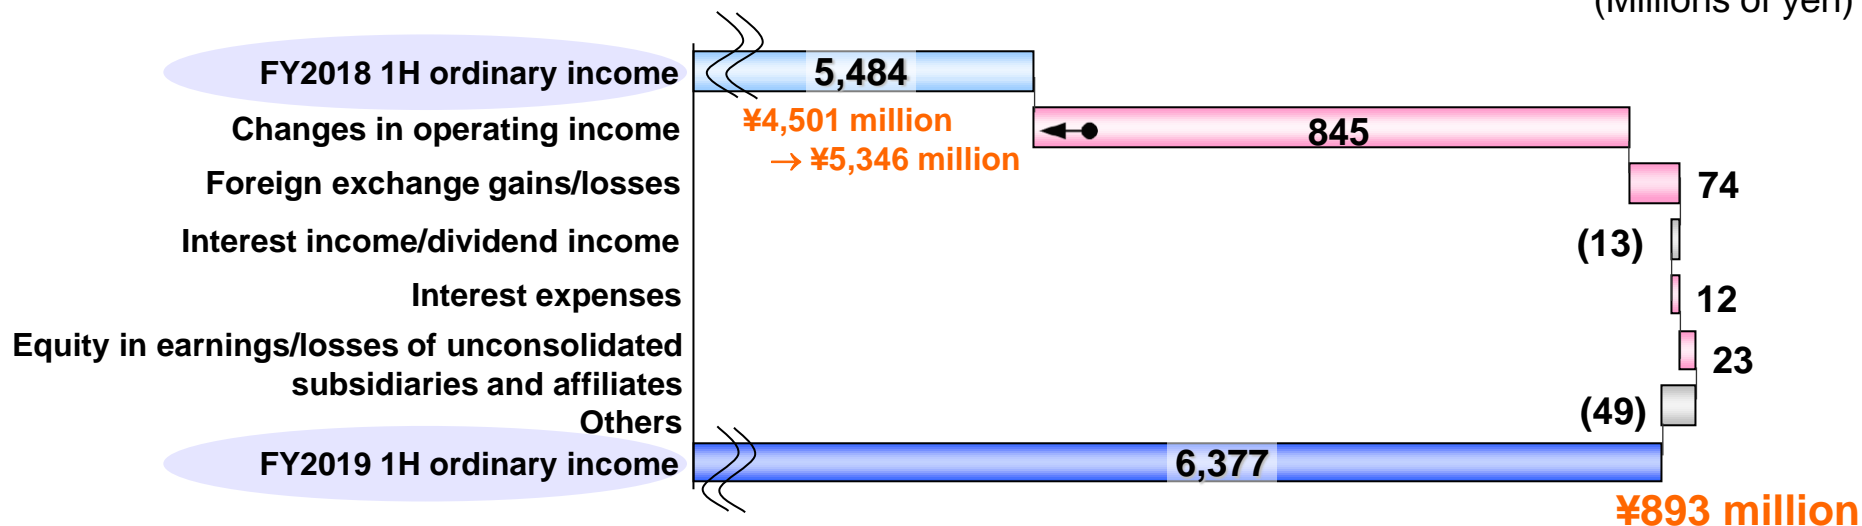 (Millions of yen)
FY2018 1H ordinary income 5,484
¥4,501 million
→ ¥5,346 million
Changes in operating income 845
Foreign exchange gains/losses 74
Interest income/dividend income (13)
Interest expenses 12
Equity in earnings/losses of unconsolidated
subsidiaries and affiliates 23
Others (49)
FY2019 1H ordinary income 6,377
¥893 million